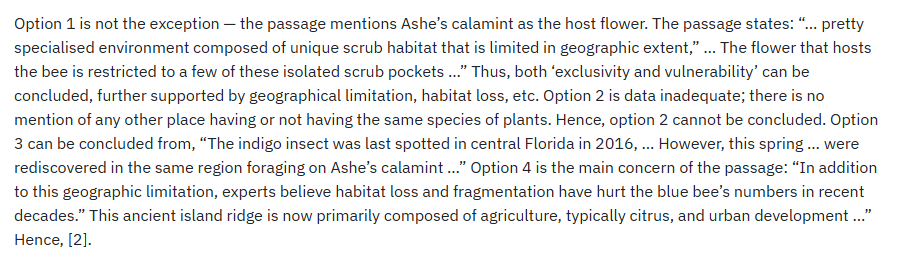 Option 1 is not the exception — the passage mentions Ashe’s calamint as the host flower. The passage states: “... pretty
specialised environment composed of unique scrub habitat that is limited in geographic extent,” ... The flower that hosts
the bee is restricted to a few of these isolated scrub pockets ...” Thus, both ‘exclusivity and vulnerability’ can be
concluded, further supported by geographical limitation, habitat loss, etc. Option 2 is data inadequate; there is no
mention of any other place having or not having the same species of plants. Hence, option 2 cannot be concluded. Option
3 can be concluded from, “The indigo insect was last spotted in central Florida in 2016, ... However, this spring ... were
rediscovered in the same region foraging on Ashe’s calamint ...” Option 4 is the main concern of the passage: “In addition
to this geographic limitation, experts believe habitat loss and fragmentation have hurt the blue bee’s numbers in recent
decades.” This ancient island ridge is now primarily composed of agriculture, typically citrus, and urban development ...”
Hence, [2].